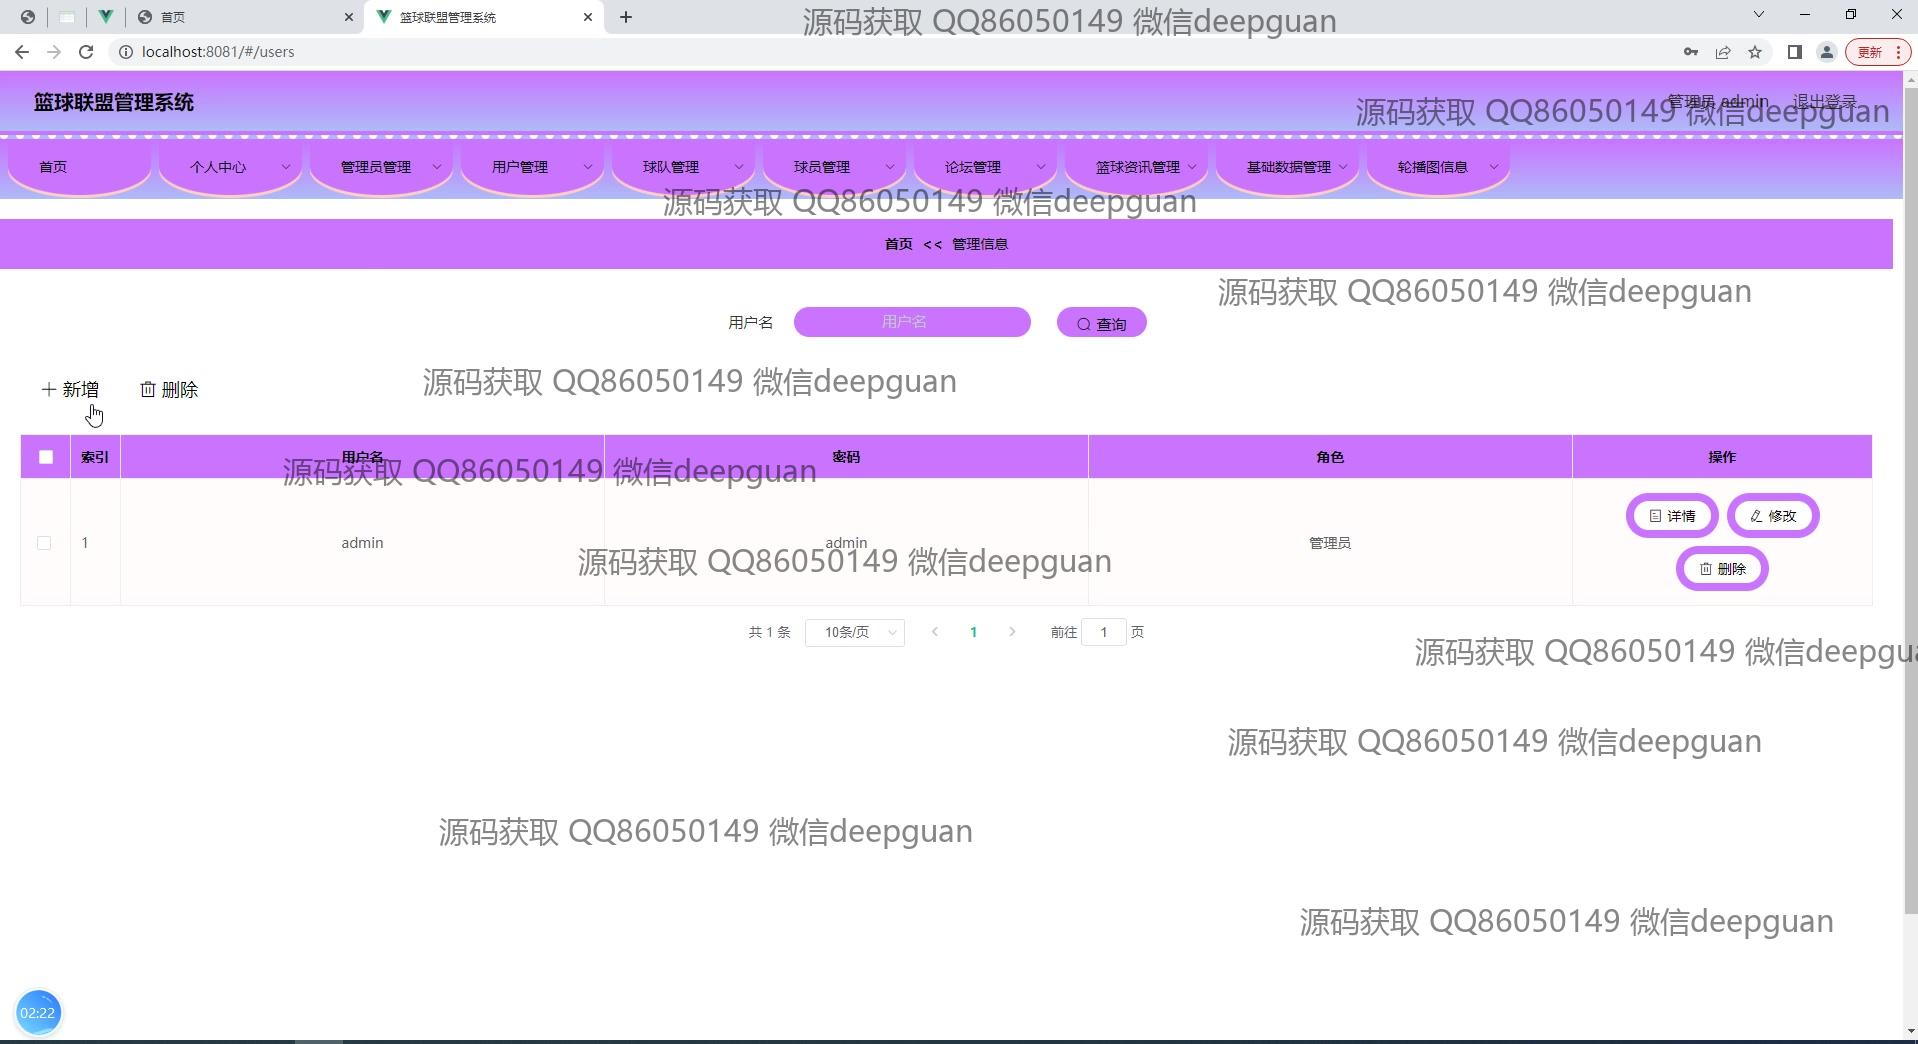 首页
篮球联盟管理系统
源码获取 QQ86050149 微信deepguan
localhost:8081/#/users
更新
篮球联盟管理系统
管理员 admin
退出登录
源码获取 QQ86050149 微信deepguan
首页
个人中心
管理员管理
用户管理
球队管理
球员管理
论坛管理
篮球资讯管理
基础数据管理
轮播图信息
源码获取 QQ86050149 微信deepguan
首页 << 管理信息
源码获取 QQ86050149 微信deepguan
用户名
用户名
查询
源码获取 QQ86050149 微信deepguan
新增
删除
索引
用户名
密码
角色
操作
源码获取 QQ86050149 微信deepguan
1
admin
admin
管理员
详情
修改
删除
源码获取 QQ86050149 微信deepguan
共 1 条
10条/页
1
前往 1 页
源码获取 QQ86050149 微信deepgua
源码获取 QQ86050149 微信deepguan
源码获取 QQ86050149 微信deepguan
源码获取 QQ86050149 微信deepguan
02:22